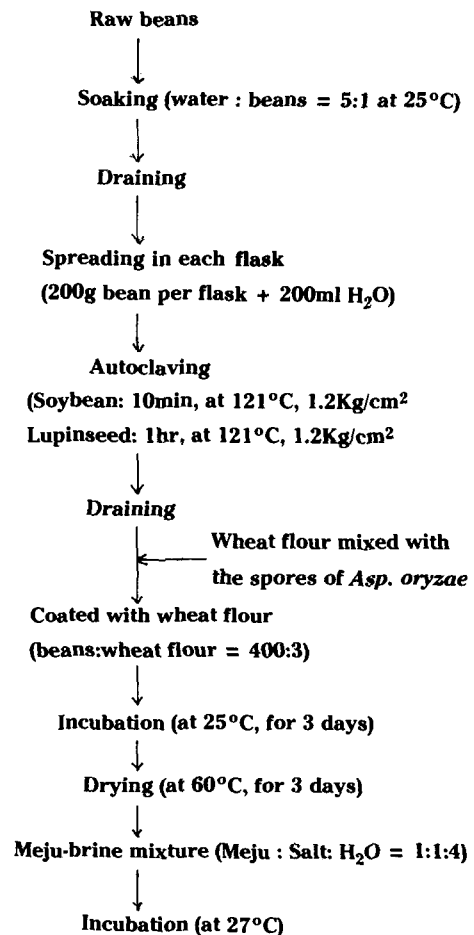 Raw beans
Soaking (water : beans = 5:1 at 25°C)
Draining
Spreading in each flask
(200g bean per flask + 200ml H₂O)
Autoclaving
(Soybean: 10min, at 121°C, 1.2Kg/cm²
Lupinseed: 1hr, at 121°C, 1.2Kg/cm²
Draining
Wheat flour mixed with
the spores of Asp. oryzae
Coated with wheat flour
(beans:wheat flour = 400:3)
Incubation (at 25°C, for 3 days)
Drying (at 60°C, for 3 days)
Meju-brine mixture (Meju : Salt: H₂O = 1:1:4)
Incubation (at 27°C)